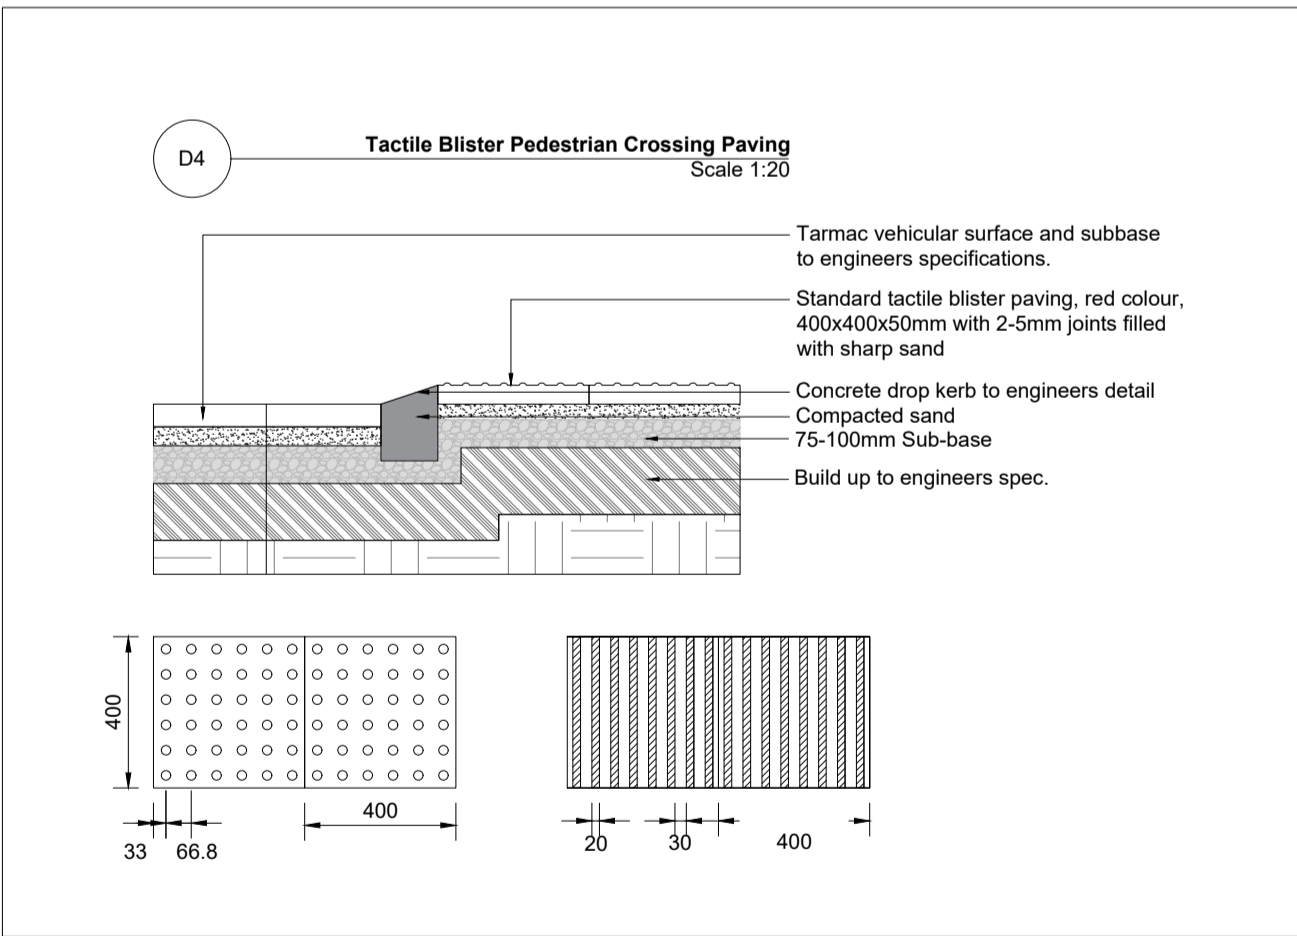 D4
Tactile Blister Pedestrian Crossing Paving
Scale 1:20
Tarmac vehicular surface and subbase
to engineers specifications.
Standard tactile blister paving, red colour,
400x400x50mm with 2-5mm joints filled
with sharp sand
Concrete drop kerb to engineers detail
Compacted sand
75-100mm Sub-base
Build up to engineers spec.
400
400
33
66.8
20
30
400